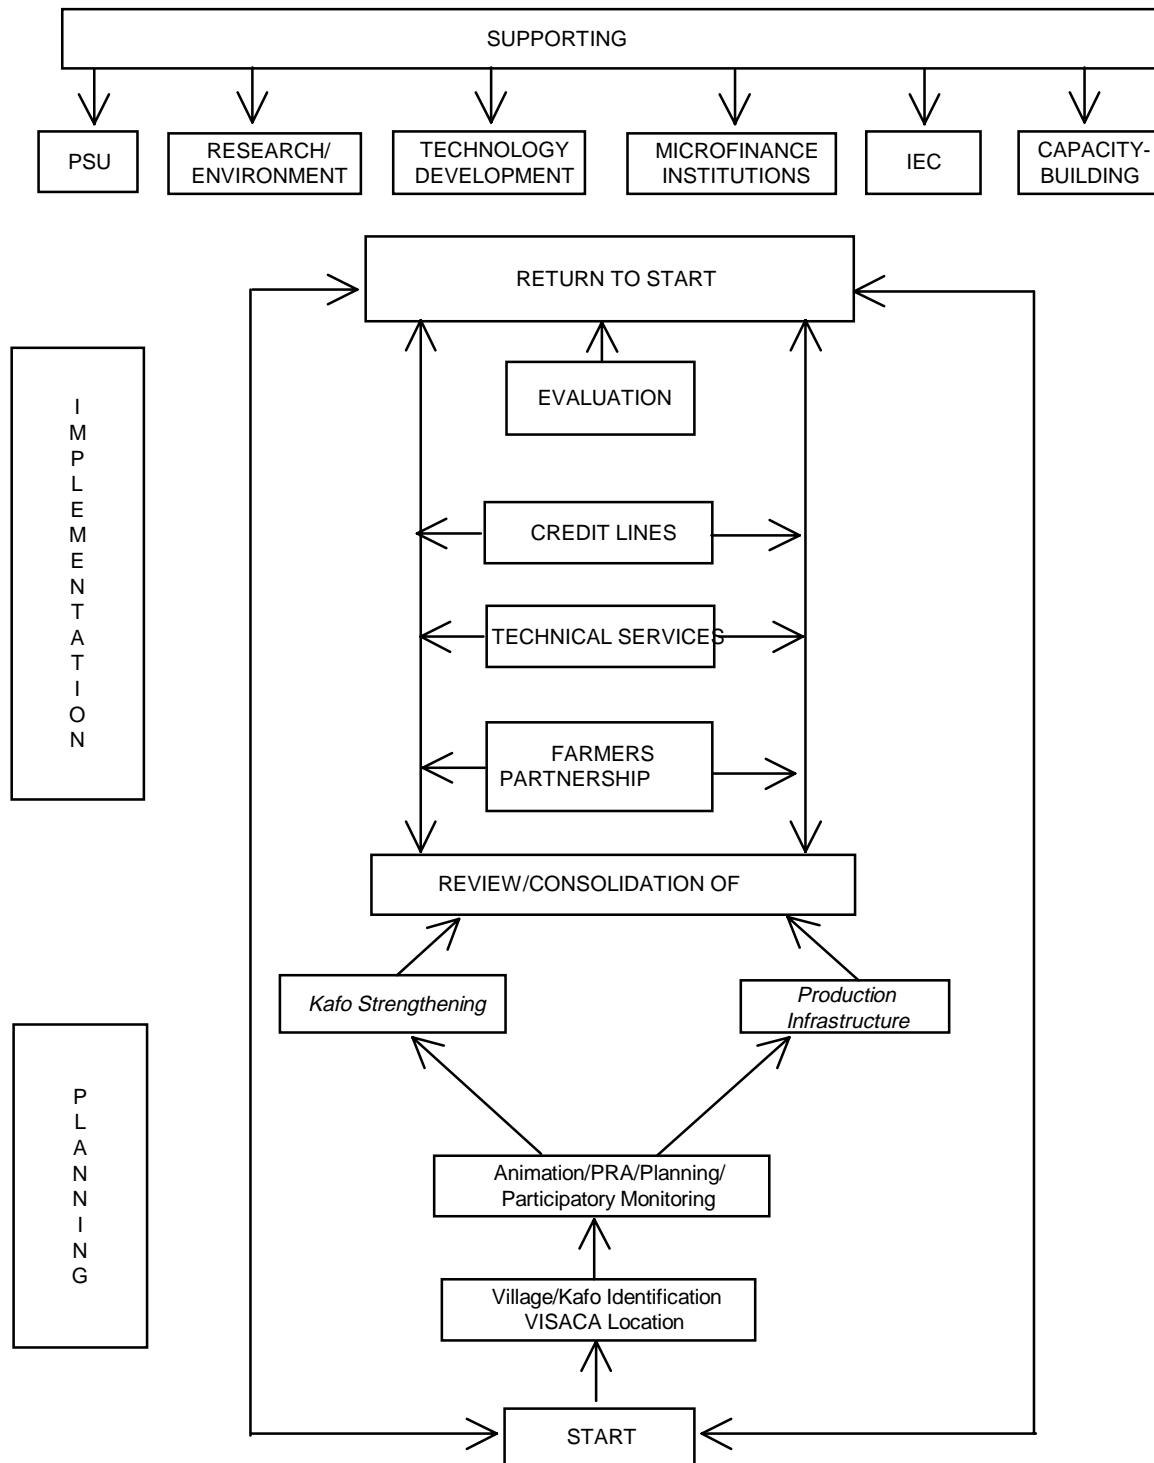 SUPPORTING
PSU
RESEARCH/
ENVIRONMENT
TECHNOLOGY
DEVELOPMENT
MICROFINANCE
INSTITUTIONS
IEC
CAPACITY-
BUILDING
RETURN TO START
EVALUATION
IMPLEMENTATION
CREDIT LINES
TECHNICAL SERVICES
FARMERS
PARTNERSHIP
REVIEW/CONSOLIDATION OF
Kafo Strengthening
Production
Infrastructure
PLANNING
Animation/PRA/Planning/
Participatory Monitoring
Village/Kafo Identification
VISACA Location
START